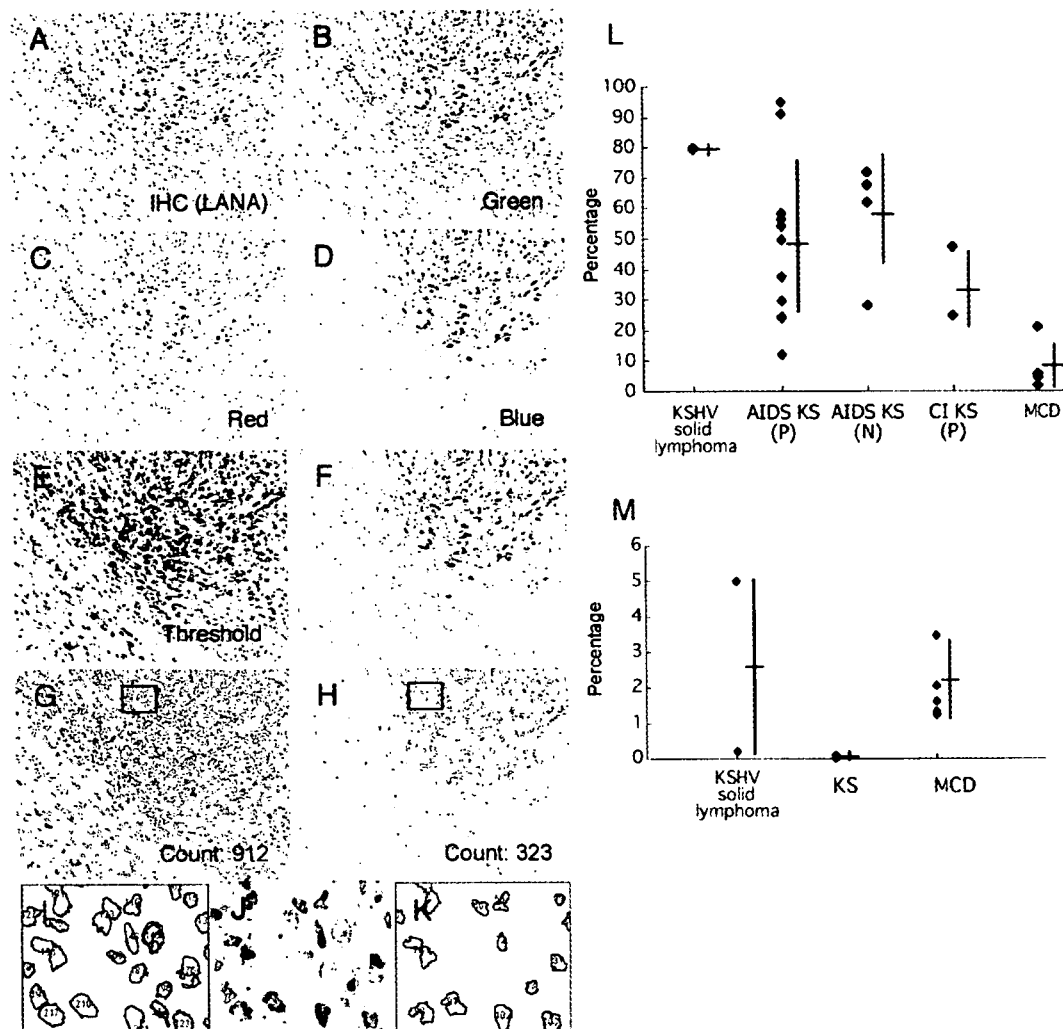 A
IHC (LANA)
B
Green
C
Red
D
Blue
E
Threshold
F
G
Count: 912
H
Count: 323
I
J
K
L
Percentage
100
90
80
70
60
50
40
30
20
10
0
KSHV
solid
lymphoma
AIDS KS
(P)
AIDS KS
(N)
CI KS
(P)
MCD
M
Percentage
6
5
4
3
2
1
0
KSHV
solid
lymphoma
KS
MCD